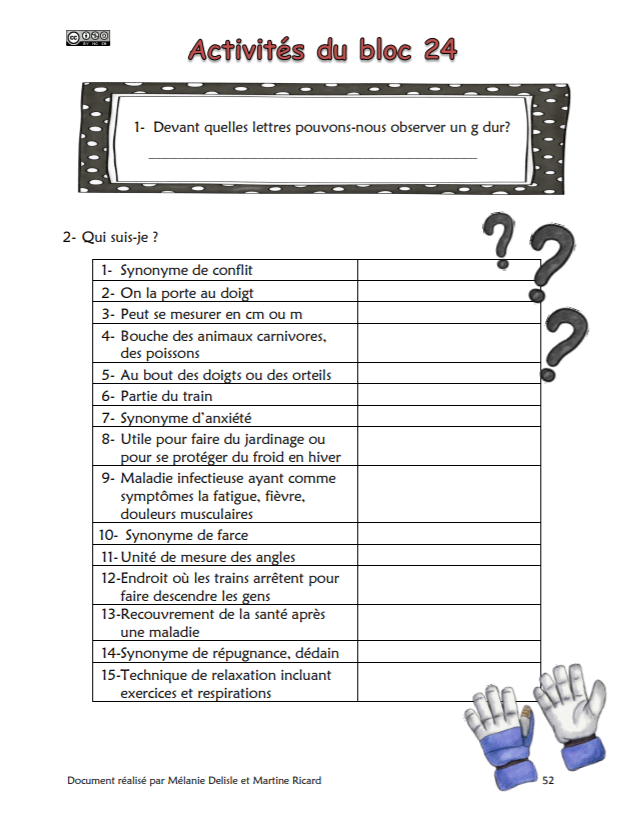 cc
BY NC ND
Activités du bloc 24
1- Devant quelles lettres pouvons-nous observer un g dur?
2- Qui suis-je ?
1- Synonyme de conflit
2- On la porte au doigt
3- Peut se mesurer en cm ou m
4- Bouche des animaux carnivores,
des poissons
5- Au bout des doigts ou des orteils
6- Partie du train
7- Synonyme d’anxiété
8- Utile pour faire du jardinage ou
pour se protéger du froid en hiver
9- Maladie infectieuse ayant comme
symptômes la fatigue, fièvre,
douleurs musculaires
10- Synonyme de farce
11- Unité de mesure des angles
12-Endroit où les trains arrêtent pour
faire descendre les gens
13-Recouvrement de la santé après
une maladie
14-Synonyme de répugnance, dédain
15-Technique de relaxation incluant
exercices et respirations
Document réalisé par Mélanie Delisle et Martine Ricard
52